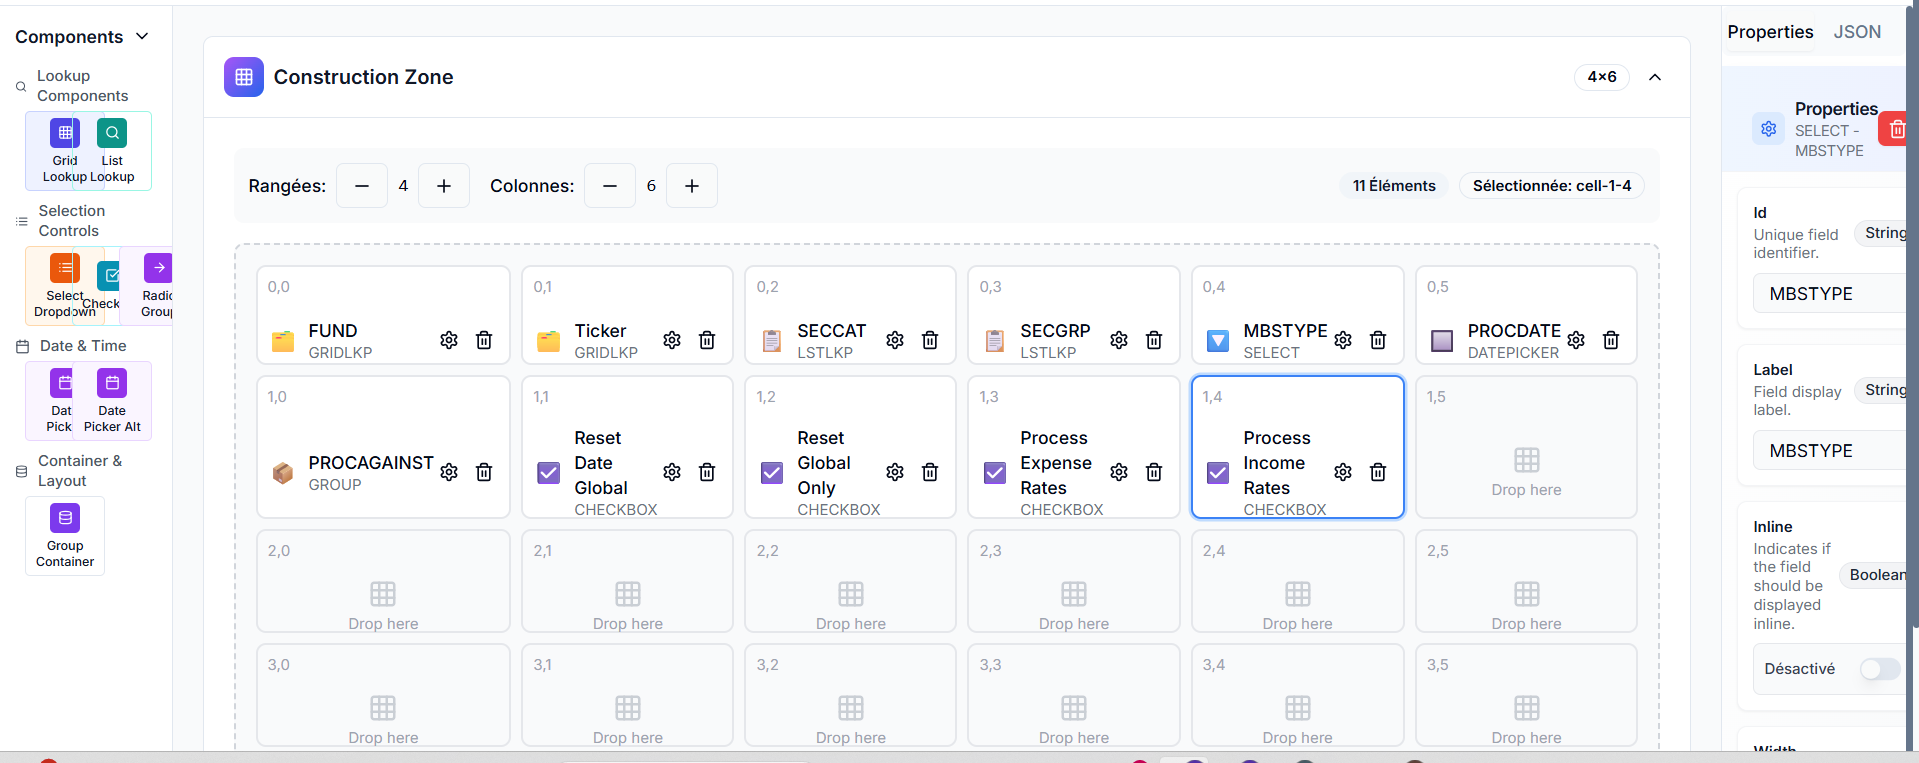 Components
Lookup
Components
Grid
Lookup
List
Lookup
Selection
Controls
Select
Dropdown
Check
Radio
Group
Date & Time
Date
Picker Alt
Container &
Layout
Group
Container
Construction Zone
4×6
Rangées:
4
Colonnes:
6
11 Éléments
Sélectionnée: cell-1-4
0,0
FUND
GRIDLKP
0,1
Ticker
GRIDLKP
0,2
SECCAT
LSTLKP
0,3
SECGRP
LSTLKP
0,4
MBSTYPE
SELECT
0,5
PROCDATE
DATEPICKER
1,0
PROCAGAINST
GROUP
1,1
Reset
Date
Global
CHECKBOX
1,2
Reset
Global
Only
CHECKBOX
1,3
Process
Expense
Rates
CHECKBOX
1,4
Process
Income
Rates
CHECKBOX
1,5
Drop here
2,0
Drop here
2,1
Drop here
2,2
Drop here
2,3
Drop here
2,4
Drop here
2,5
Drop here
3,0
Drop here
3,1
Drop here
3,2
Drop here
3,3
Drop here
3,4
Drop here
3,5
Drop here
Properties JSON
Properties
SELECT -
MBSTYPE
Id
Unique field
identifier.
String
MBSTYPE
Label
Field display
label.
String
MBSTYPE
Inline
Indicates if
the field
should be
displayed
inline.
Boolean
Désactivé
Width